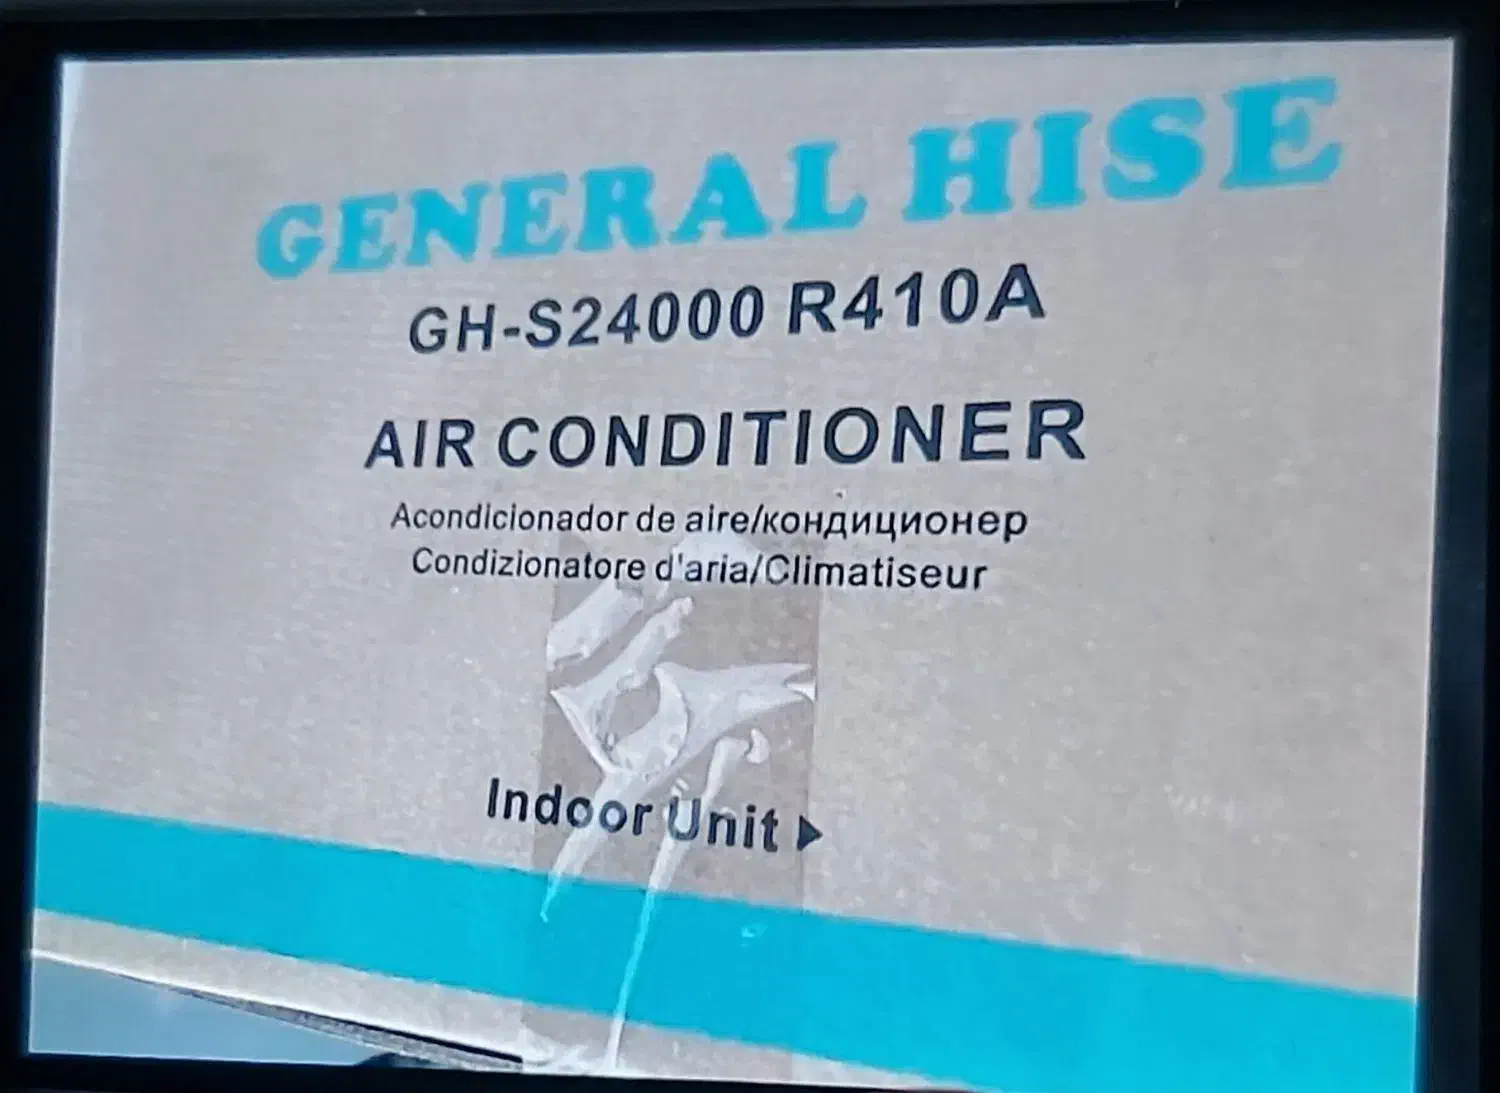 GENERAL HISE
GH-S24000 R410A
AIR CONDITIONER
Acondicionador de aire/кондиционер
Condizionatore d'aria/Climatiseur
Indoor Unit ▶